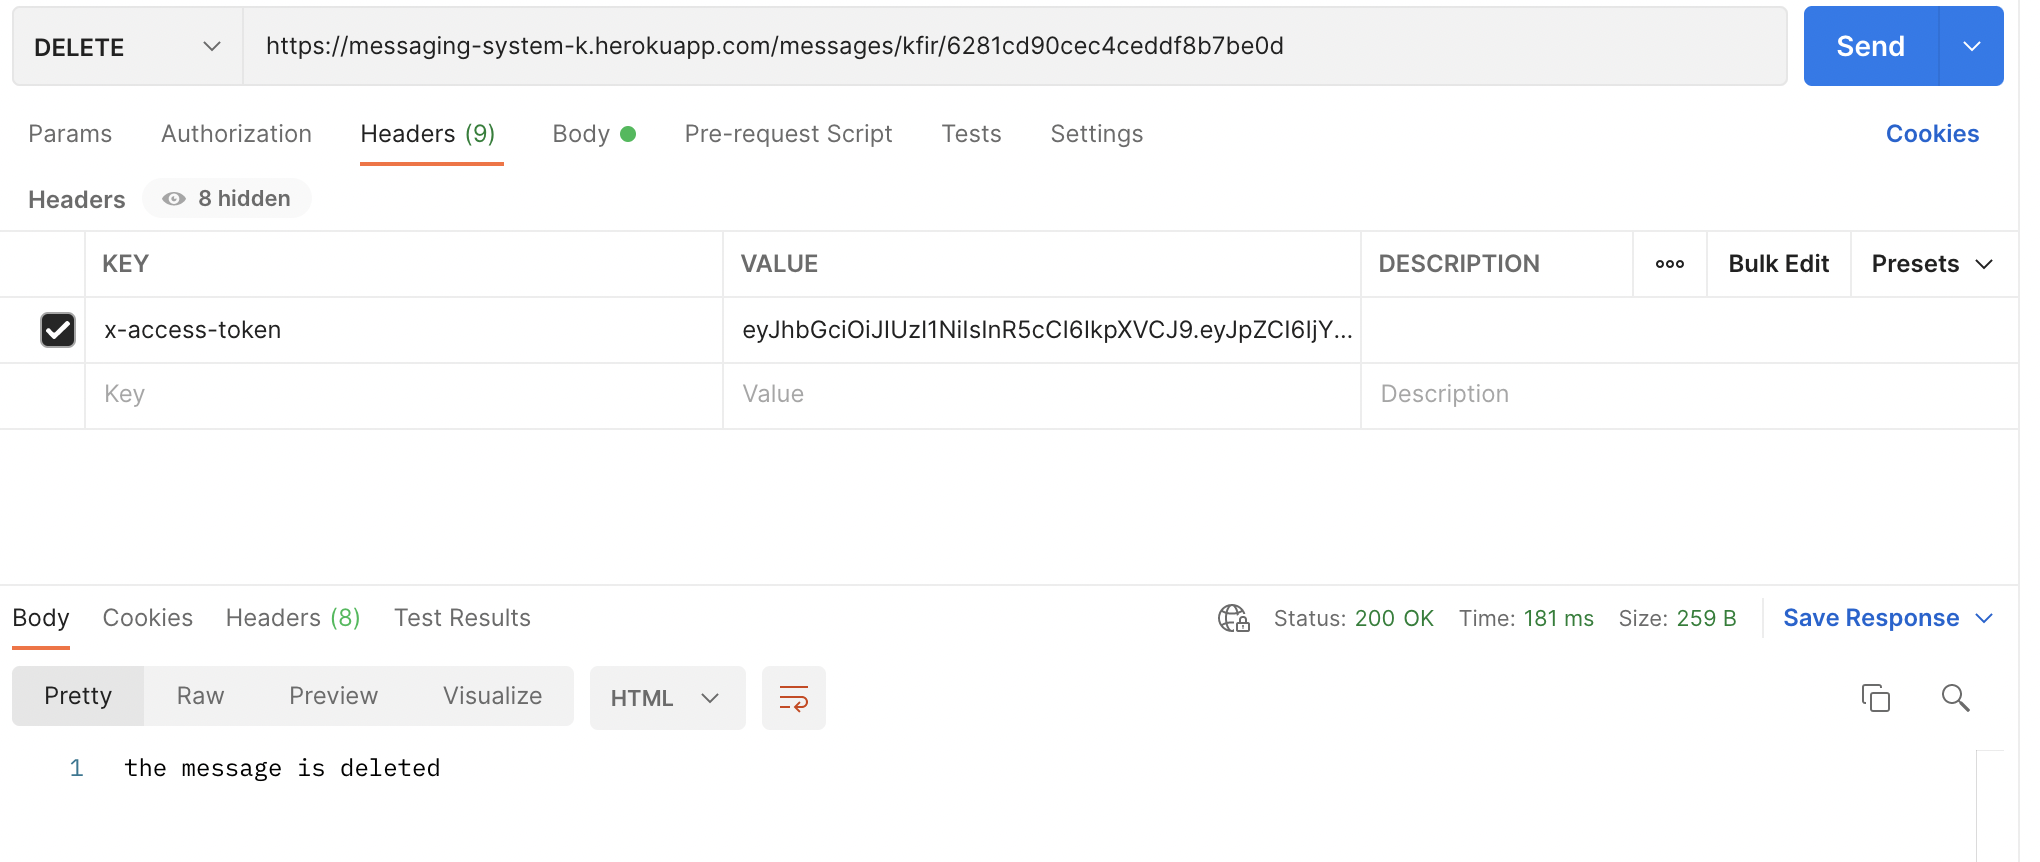 DELETE https://messaging-system-k.herokuapp.com/messages/kfir/6281cd90cec4ceddf8b7be0d Send
Params Authorization Headers (9) Body Pre-request Script Tests Settings Cookies
Headers 8 hidden
KEY VALUE DESCRIPTION ooo Bulk Edit Presets
x-access-token eyJhbGciOiJIUzI1NiIsInR5cCI6IkpXVCJ9.eyJpZCI6IjY...
Key Value Description
Body Cookies Headers (8) Test Results Status: 200 OK Time: 181 ms Size: 259 B Save Response
Pretty Raw Preview Visualize HTML
1 the message is deleted